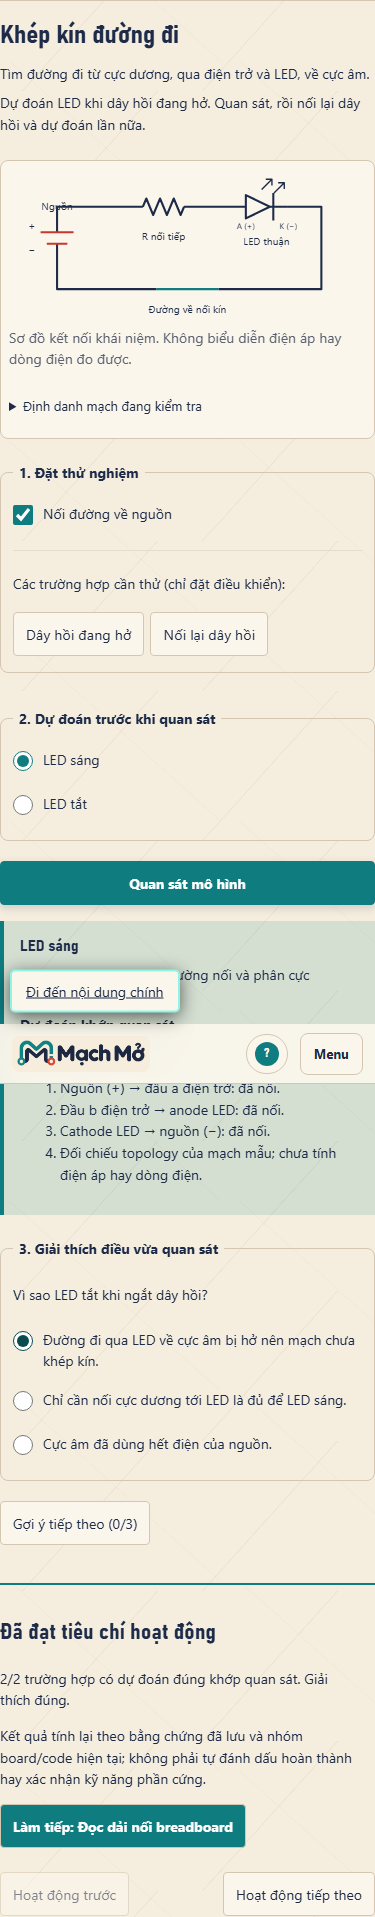 Khép kín đường đi
Tìm đường đi từ cực dương, qua điện trở và LED, về cực âm.
Dự đoán LED khi dây hồi đang hở. Quan sát, rồi nối lại dây
hồi và dự đoán lần nữa.
Nguồn
+
−
R nối tiếp
A (+)
K (−)
LED thuận
Đường về nối kín
Sơ đồ kết nối khái niệm. Không biểu diễn điện áp hay
dòng điện đo được.
Định danh mạch đang kiểm tra
1. Đặt thử nghiệm
Nối đường về nguồn
Các trường hợp cần thử (chỉ đặt điều khiển):
Dây hồi đang hở
Nối lại dây hồi
2. Dự đoán trước khi quan sát
LED sáng
LED tắt
Quan sát mô hình
LED sáng
ường nối và phân cực
Đi đến nội dung chính
Dự đoán khớp quan sát
Mạch Mở
?
Menu
1. Nguồn (+) → đầu a điện trở: đã nối.
2. Đầu b điện trở → anode LED: đã nối.
3. Cathode LED → nguồn (−): đã nối.
4. Đối chiếu topology của mạch mẫu; chưa tính
điện áp hay dòng điện.
3. Giải thích điều vừa quan sát
Vì sao LED tắt khi ngắt dây hồi?
Đường đi qua LED về cực âm bị hở nên mạch chưa
khép kín.
Chỉ cần nối cực dương tới LED là đủ để LED sáng.
Cực âm đã dùng hết điện của nguồn.
Gợi ý tiếp theo (0/3)
Đã đạt tiêu chí hoạt động
2/2 trường hợp có dự đoán đúng khớp quan sát. Giải
thích đúng.
Kết quả tính lại theo bằng chứng đã lưu và nhóm
board/code hiện tại; không phải tự đánh dấu hoàn thành
hay xác nhận kỹ năng phần cứng.
Làm tiếp: Đọc dải nối breadboard
Hoạt động trước
Hoạt động tiếp theo